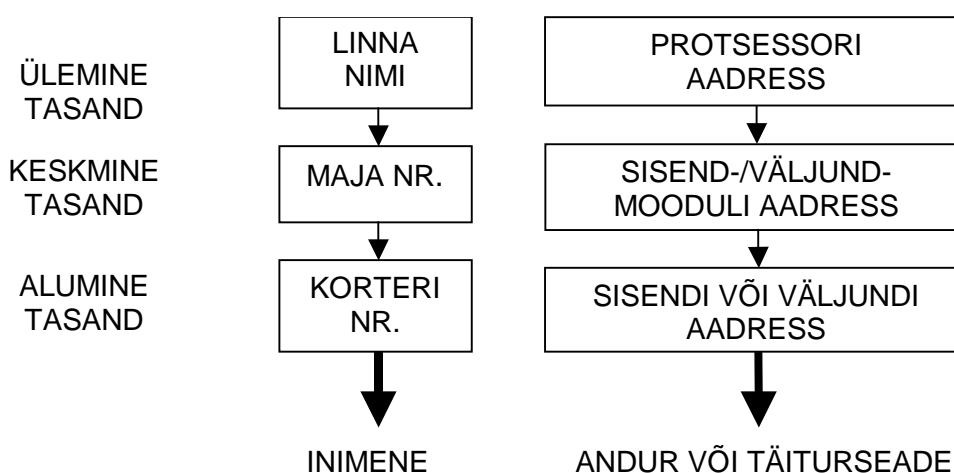 ÜLEMINE
TASAND
LINNA
NIMI
PROTSESSORI
AADRESS
KESKMINE
TASAND
MAJA NR.
SISEND-/VÄLJUND-
MOODULI AADRESS
ALUMINE
TASAND
KORTERI
NR.
SISENDI VÕI VÄLJUNDI
AADRESS
INIMENE
ANDUR VÕI TÄITURSEADE